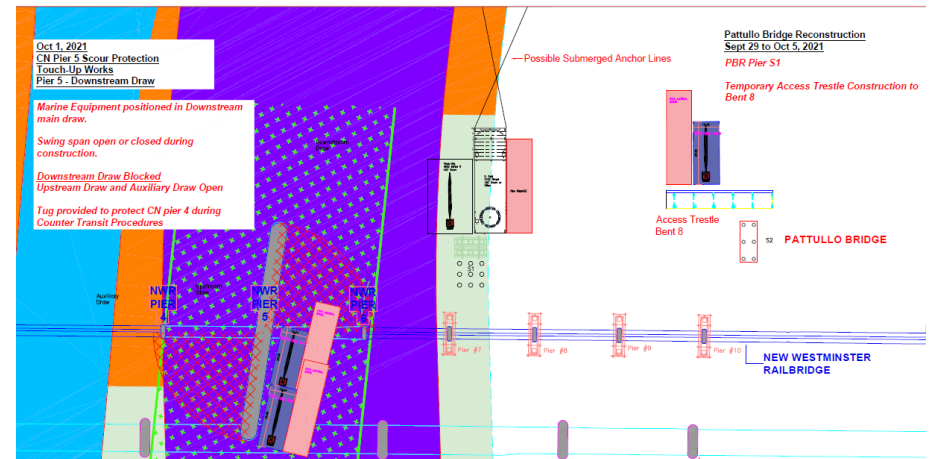 Oct 1, 2021
CN Pier 5 Scour Protection
Touch-Up Works
Pier 5 - Downstream Draw
Marine Equipment positioned in Downstream
main draw.
Swing span open or closed during
construction.
Downstream Draw Blocked
Upstream Draw and Auxiliary Draw Open
Tug provided to protect CN pier 4 during
Counter Transit Procedures
Possible Submerged Anchor Lines
Pattullo Bridge Reconstruction
Sept 29 to Oct 5, 2021
PBR Pier S1
Temporary Access Trestle Construction to
Bent 8
Downstream
Draw
Access Trestle
Bent 8
S2
PATTULLO BRIDGE
S1
Auxiliary
Draw
NWR
PIER
4
Draw
NWR
PIER
5
NWR
PIER
Pier #7
Pier #8
Pier #9
Pier #10
NEW WESTMINSTER
RAILBRIDGE